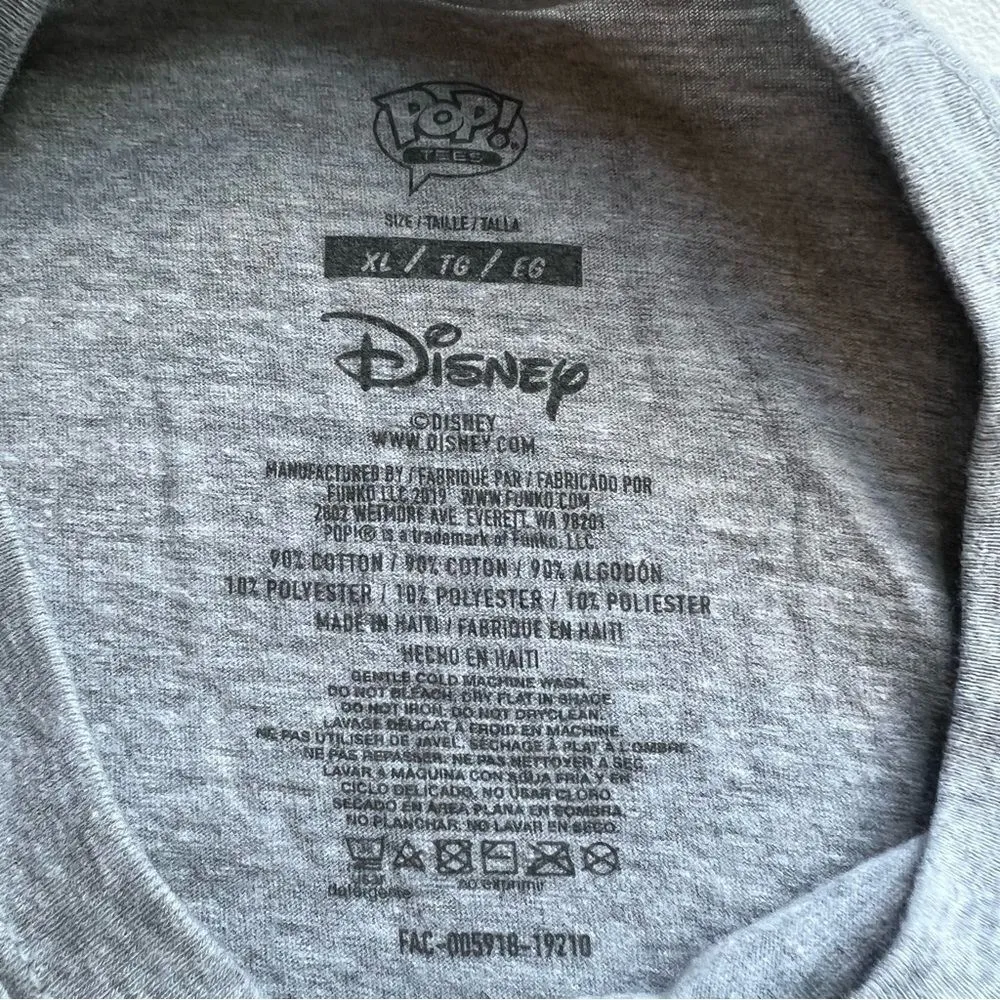 POP!
TEES
SIZE / TAILLE / TALLA
XL / TG / EG
Disney
©DISNEY
WWW.DISNEY.COM
MANUFACTURED BY / FABRIQUÉ PAR / FABRICADO POR
FUNKO LLC 2019 WWW.FUNKO.COM
2802 WETMORE AVE. EVERETT, WA 98201
POP!® is a trademark of Funko, LLC.
90% COTTON / 90% COTON / 90% ALGODÓN
10% POLYESTER / 10% POLYESTER / 10% POLIESTER
MADE IN HAITI / FABRIQUÉ EN HAITI
HECHO EN HAITI
GENTLE COLD MACHINE WASH.
DO NOT BLEACH. DRY FLAT IN SHADE.
DO NOT IRON. DO NOT DRYCLEAN.
LAVAGE DÉLICAT À FROID EN MACHINE.
NE PAS UTILISER DE JAVEL. SÉCHAGE À PLAT À L'OMBRE.
NE PAS REPASSER. NE PAS NETTOYER À SEC.
LAVAR A MÁQUINA CON AGUA FRIA Y EN
CICLO DELICADO. NO USAR CLORO.
SECADO EN ÁREA PLANA EN SOMBRA.
NO PLANCHAR. NO LAVAR EN SECO.
detergente
no exprimir
FAC-005918-19210